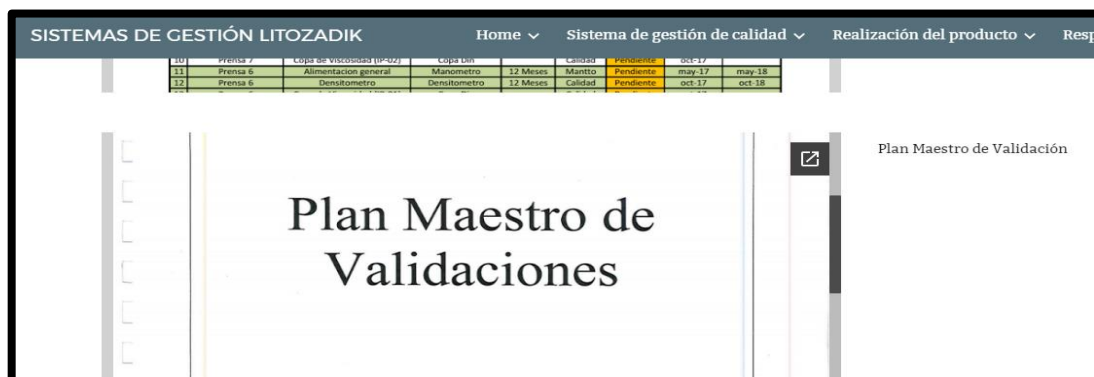 SISTEMAS DE GESTIÓN LITOZADIK Home Sistema de gestión de calidad Realización del producto Resp
10 Prensa 7 Copa de Viscosidad (IP-02) Copa Din Calidad Pendiente oct-17
11 Prensa 6 Alimentacion general Manometro 12 Meses Mantto Pendiente may-17 may-18
12 Prensa 6 Densitometro Densitometro 12 Meses Calidad Pendiente oct-17 oct-18
Plan Maestro de Validación
Plan Maestro de
Validaciones